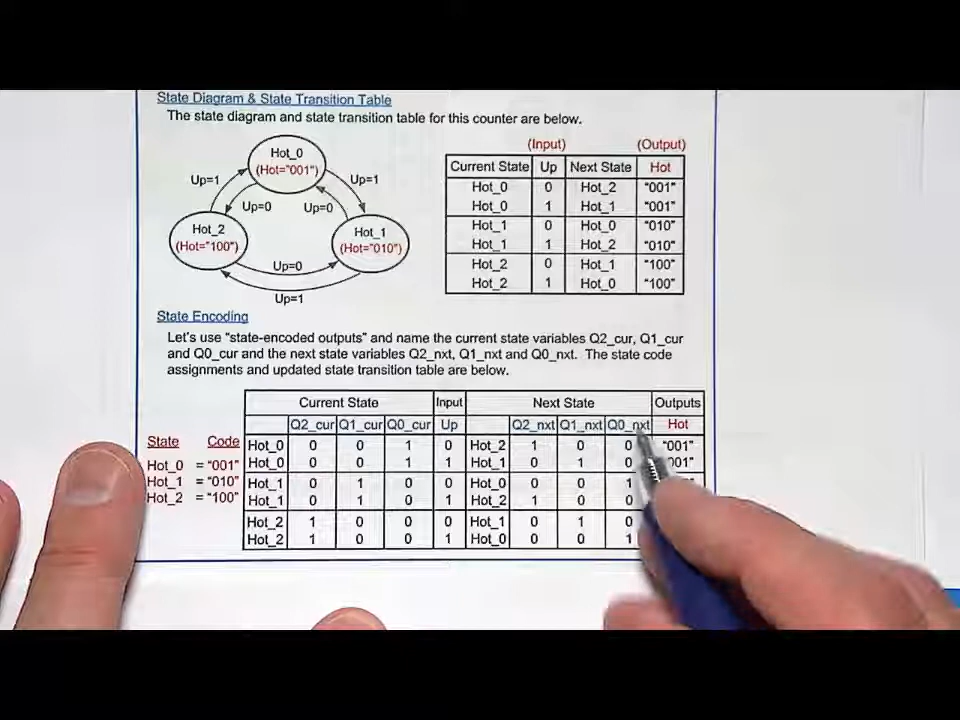 State Diagram & State Transition Table
The state diagram and state transition table for this counter are below.
Hot_0
(Hot="001")
Up=1
Up=1
Up=0
Up=0
Hot_2
(Hot="100")
Hot_1
(Hot="010")
Up=0
Up=1
(Input) (Output)
Current State Up Next State Hot
Hot_0 0 Hot_2 "001"
Hot_0 1 Hot_1 "001"
Hot_1 0 Hot_0 "010"
Hot_1 1 Hot_2 "010"
Hot_2 0 Hot_1 "100"
Hot_2 1 Hot_0 "100"
State Encoding
Let's use "state-encoded outputs" and name the current state variables Q2_cur, Q1_cur
and Q0_cur and the next state variables Q2_nxt, Q1_nxt and Q0_nxt. The state code
assignments and updated state transition table are below.
State Code
Hot_0 = "001"
Hot_1 = "010"
Hot_2 = "100"
Current State Input Next State Outputs
Q2_cur Q1_cur Q0_cur Up Q2_nxt Q1_nxt Q0_nxt Hot
Hot_0 0 0 1 0 Hot_2 1 0 0 "001"
Hot_0 0 0 1 1 Hot_1 0 1 0 "001"
Hot_1 0 1 0 0 Hot_0 0 0 1
Hot_1 0 1 0 1 Hot_2 1 0 0
Hot_2 1 0 0 0 Hot_1 0 1 0
Hot_2 1 0 0 1 Hot_0 0 0 1